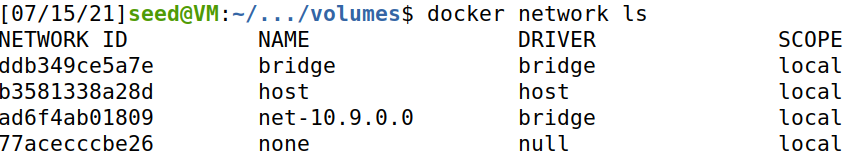 [07/15/21]seed@VM:~/.../volumes$ docker network ls
NETWORK ID NAME DRIVER SCOPE
ddb349ce5a7e bridge bridge local
b3581338a28d host host local
ad6f4ab01809 net-10.9.0.0 bridge local
77acecccbe26 none null local